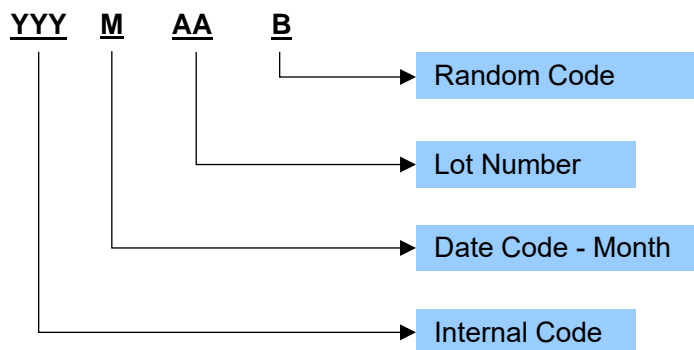 YYY M AA B
Random Code
Lot Number
Date Code - Month
Internal Code